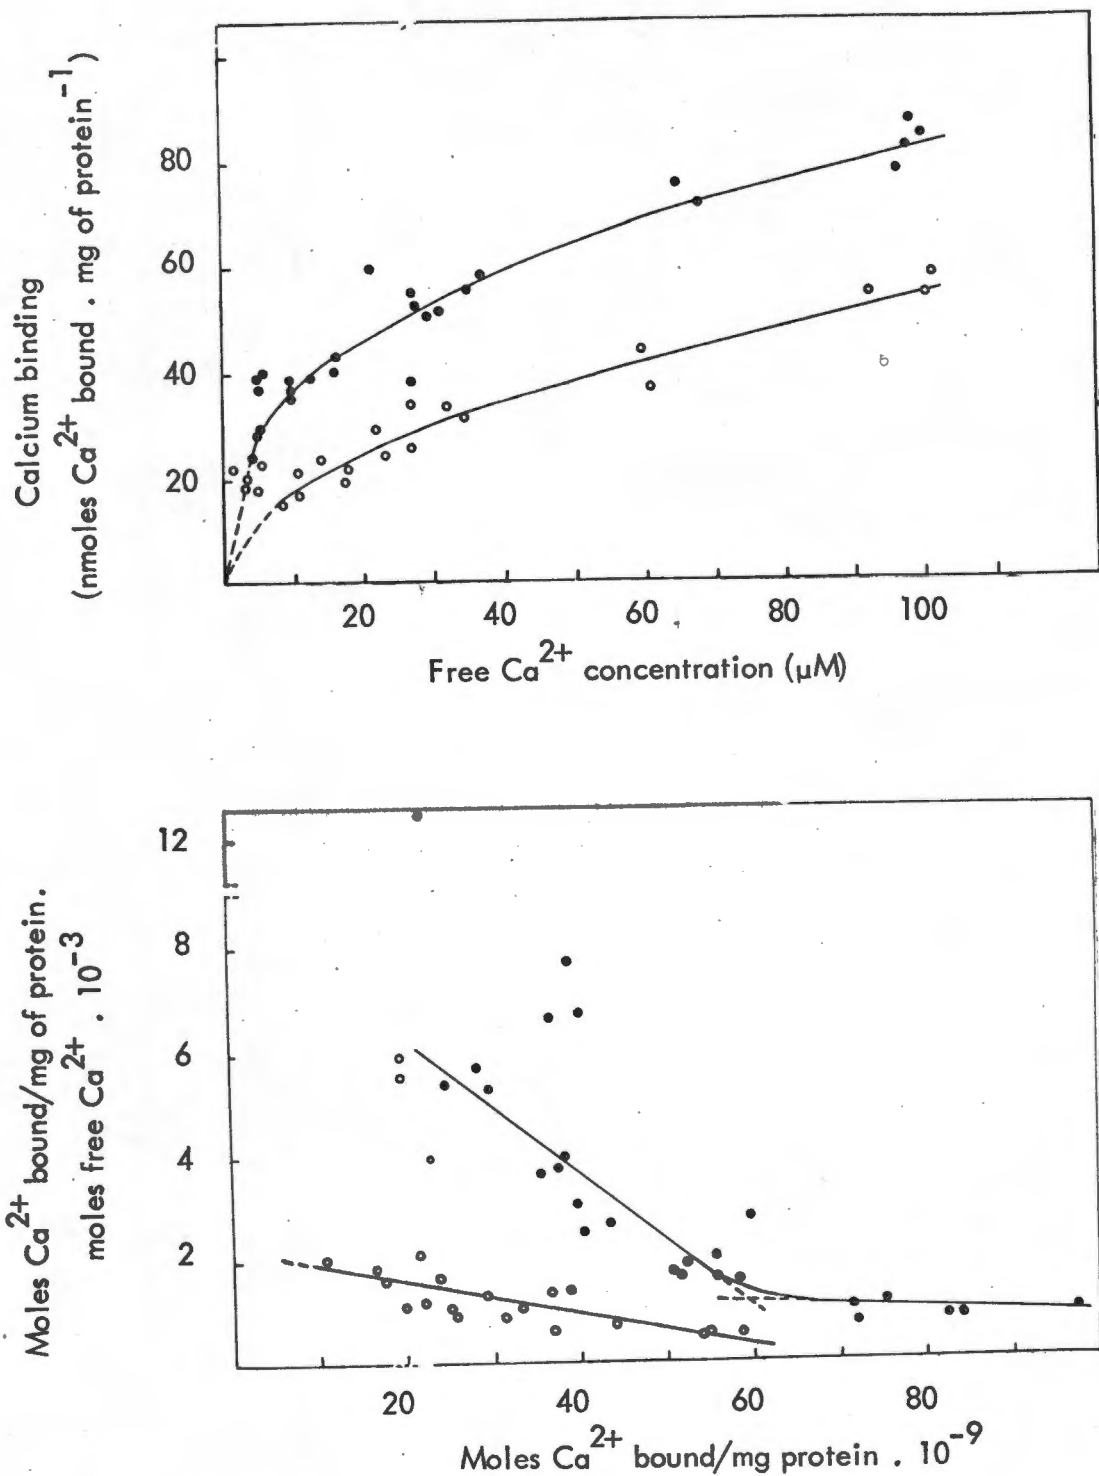 Calcium binding
(nmoles Ca²⁺ bound . mg of protein⁻¹)
80
60
40
20
20 40 60 80 100
Free Ca²⁺ concentration (μM)
Moles Ca²⁺ bound/mg of protein.
moles free Ca²⁺ . 10⁻³
12
8
6
4
2
20 40 60 80
Moles Ca²⁺ bound/mg protein . 10⁻⁹